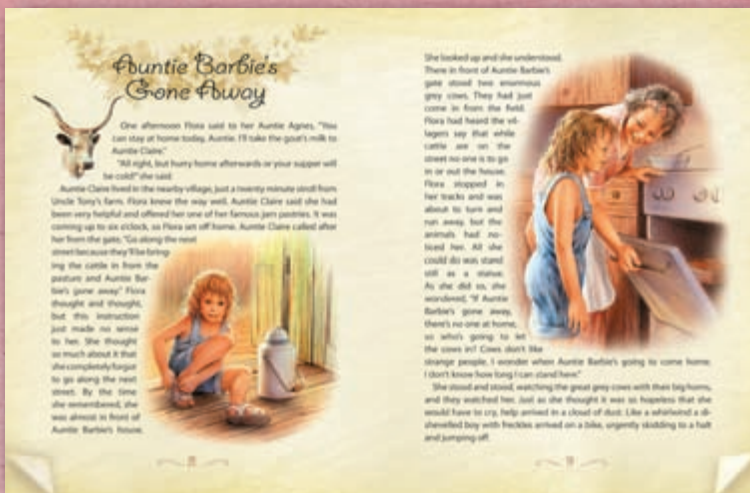 Auntie Barbie's
Gone Away
One afternoon Flora said to her Auntie Agnes, "You
can stay at home today, Auntie. I'll take the goat's milk to
Auntie Claire."
"All right, but hurry home afterwards or your supper will
be cold!" she said.
Auntie Claire lived in the nearby village, just a twenty minute stroll from
Uncle Tony's farm. Flora knew the way well. Auntie Claire said she had
been very helpful and offered her one of her famous jam pastries. It was
coming up to six o'clock, so Flora set off home. Auntie Claire called after
her from the gate, "Go along the next
street because they'll be bring-
ing the cattle in from the
pasture and Auntie Bar-
bie's gone away." Flora
thought and thought,
but this instruction
just made no sense
to her. She thought
so much about it that
she completely forgot
to go along the next
street. By the time
she remembered, she
was almost in front of
Auntie Barbie's house.
She looked up and she understood.
There in front of Auntie Barbie's
gate stood two enormous
grey cows. They had just
come in from the field.
Flora had heard the vil-
lagers say that while
cattle are on the
street no one is to go
in or out the house.
Flora stopped in
her tracks and was
about to turn and
run away, but the
animals had no-
ticed her. All she
could do was stand
still as a statue.
As she did so, she
wondered, "If Auntie
Barbie's gone away,
there's no one at home,
so who's going to let
the cows in? Cows don't like
strange people. I wonder when Auntie Barbie's going to come home.
I don't know how long I can stand here."
She stood and stood, watching the great grey cows with their big horns,
and they watched her. Just as she thought it was so hopeless that she
would have to cry, help arrived in a cloud of dust. Like a whirlwind a di-
shevelled boy with freckles arrived on a bike, urgently skidding to a halt
and jumping off.